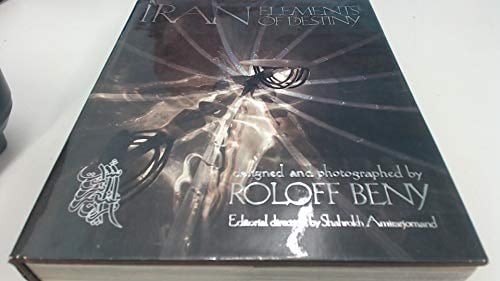 IRAN ELEMENTS
OF DESTINY
designed and photographed by
ROLOFF BENY
Editorial direction by Shahrokh Amirarjomand